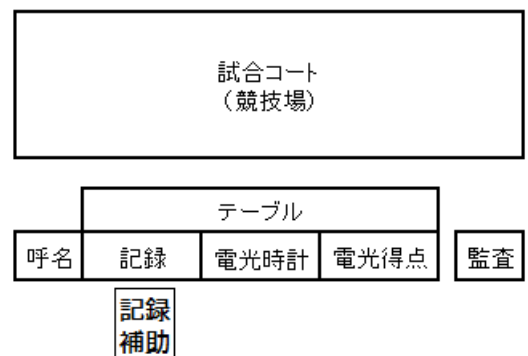 試合コート
（競技場）
テーブル
呼名 記録 電光時計 電光得点 監査
記録
補助